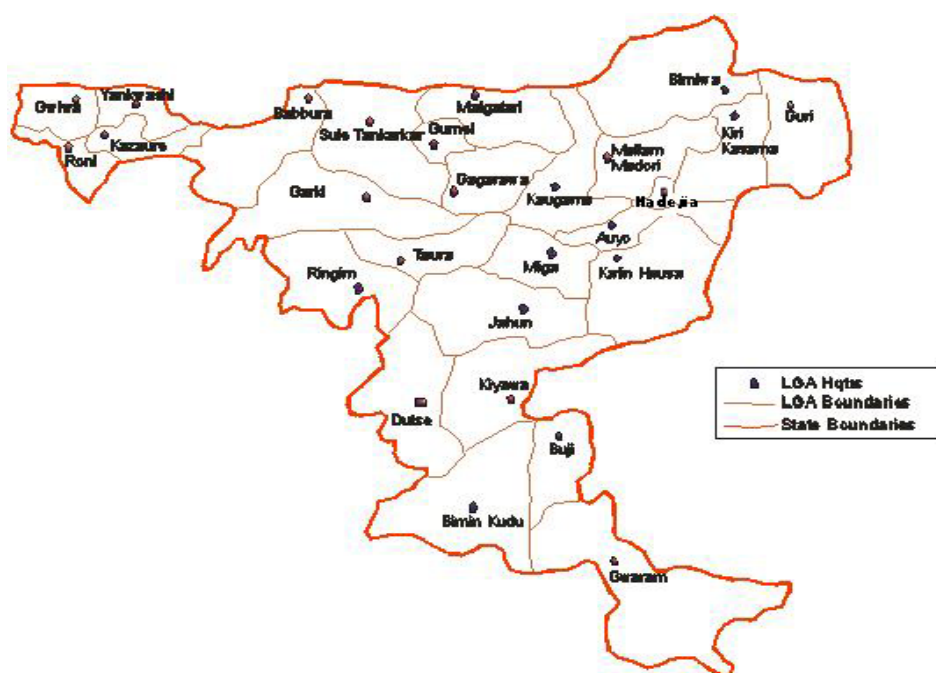 Birniwa
Yankwashi
Gwiwa
Maigatari
Babbura
Guri
Sule Tankarkar
Gumel
Kiri
Kasama
Kazaure
Roni
Mallam
Madori
Garki
Gagarawa
Kaugama
Hadejia
Auyo
Taura
Miga
Kafin Hausa
Ringim
Jahun
Kiyawa
Dutse
Buji
Birnin Kudu
Gwaram
LGA Hqtrs
LGA Boundaries
State Boundaries